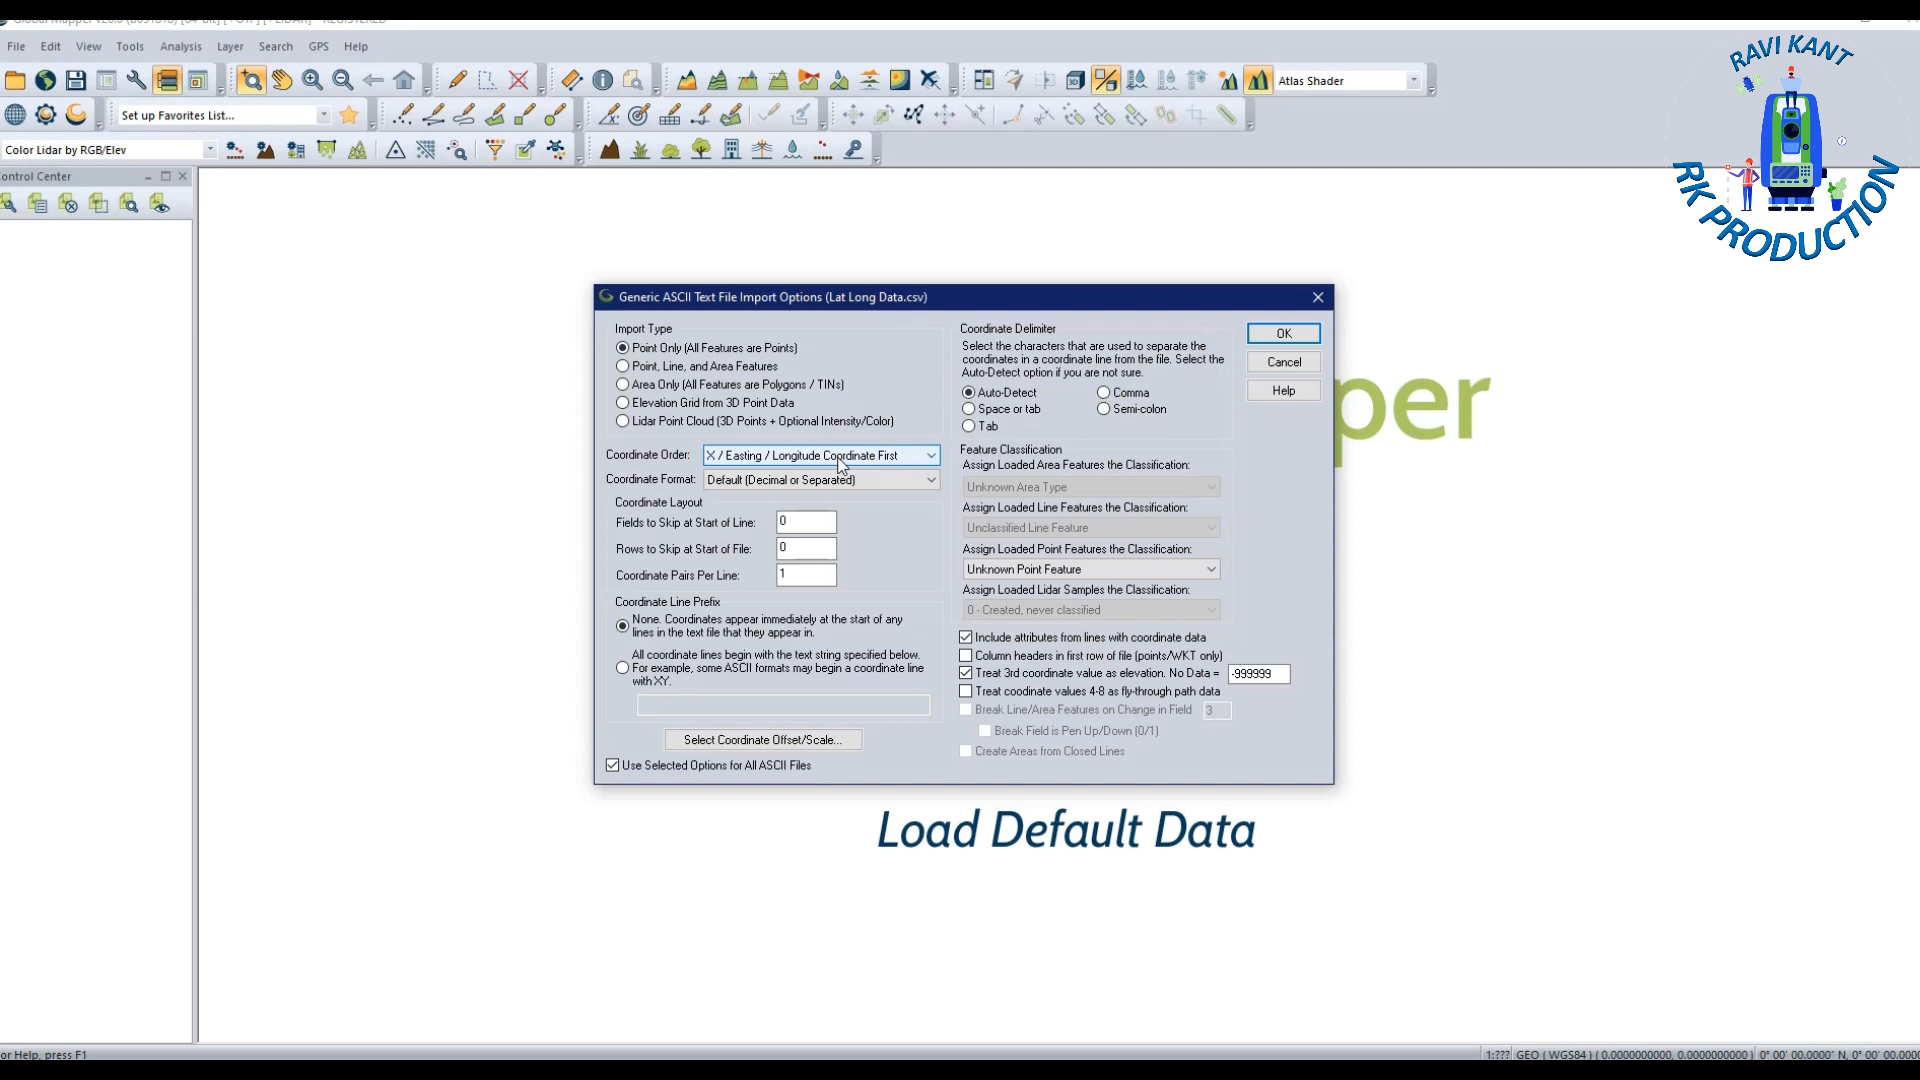 File Edit View Tools Analysis Layer Search GPS Help
Atlas Shader
Set up Favorites List...
Color Lidar by RGB/Elev
ontrol Center
RAVI KANT
RK PRODUCTION
Generic ASCII Text File Import Options (Lat Long Data.csv)
Import Type
Point Only (All Features are Points)
Point, Line, and Area Features
Area Only (All Features are Polygons / TINs)
Elevation Grid from 3D Point Data
Lidar Point Cloud (3D Points + Optional Intensity/Color)
Coordinate Order: X / Easting / Longitude Coordinate First
Coordinate Format: Default (Decimal or Separated)
Coordinate Layout
Fields to Skip at Start of Line: 0
Rows to Skip at Start of File: 0
Coordinate Pairs Per Line: 1
Coordinate Line Prefix
None. Coordinates appear immediately at the start of any
lines in the text file that they appear in.
All coordinate lines begin with the text string specified below.
For example, some ASCII formats may begin a coordinate line
with XY.
Select Coordinate Offset/Scale...
Use Selected Options for All ASCII Files
Coordinate Delimiter
Select the characters that are used to separate the
coordinates in a coordinate line from the file. Select the
Auto-Detect option if you are not sure.
Auto-Detect Comma
Space or tab Semi-colon
Tab
Feature Classification
Assign Loaded Area Features the Classification:
Unknown Area Type
Assign Loaded Line Features the Classification:
Unclassified Line Feature
Assign Loaded Point Features the Classification:
Unknown Point Feature
Assign Loaded Lidar Samples the Classification:
0 - Created, never classified
Include attributes from lines with coordinate data
Column headers in first row of file (points/WKT only)
Treat 3rd coordinate value as elevation. No Data = -999999
Treat coodinate values 4-8 as fly-through path data
Break Line/Area Features on Change in Field 3
Break Field is Pen Up/Down (0/1)
Create Areas from Closed Lines
OK
Cancel
Help
per
Load Default Data
or Help, press F1
1:??? GEO ( WGS84 ) ( 0.0000000000, 0.0000000000 ) 0° 00' 00.0000" N, 0° 00' 00.0000